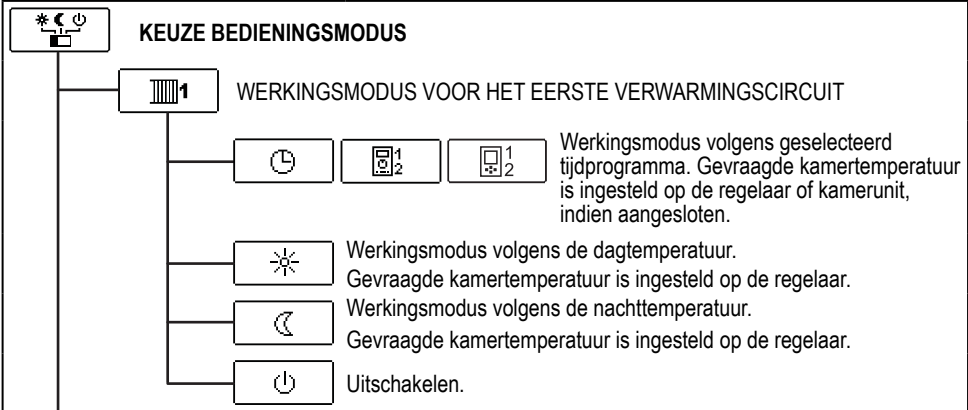 KEUZE BEDIENINGSMODUS
1 WERKINGSMODUS VOOR HET EERSTE VERWARMINGSCIRCUIT
1
2
1
2
Werkingsmodus volgens geselecteerd
tijdprogramma. Gevraagde kamertemperatuur
is ingesteld op de regelaar of kamerunit,
indien aangesloten.
Werkingsmodus volgens de dagtemperatuur.
Gevraagde kamertemperatuur is ingesteld op de regelaar.
Werkingsmodus volgens de nachttemperatuur.
Gevraagde kamertemperatuur is ingesteld op de regelaar.
Uitschakelen.